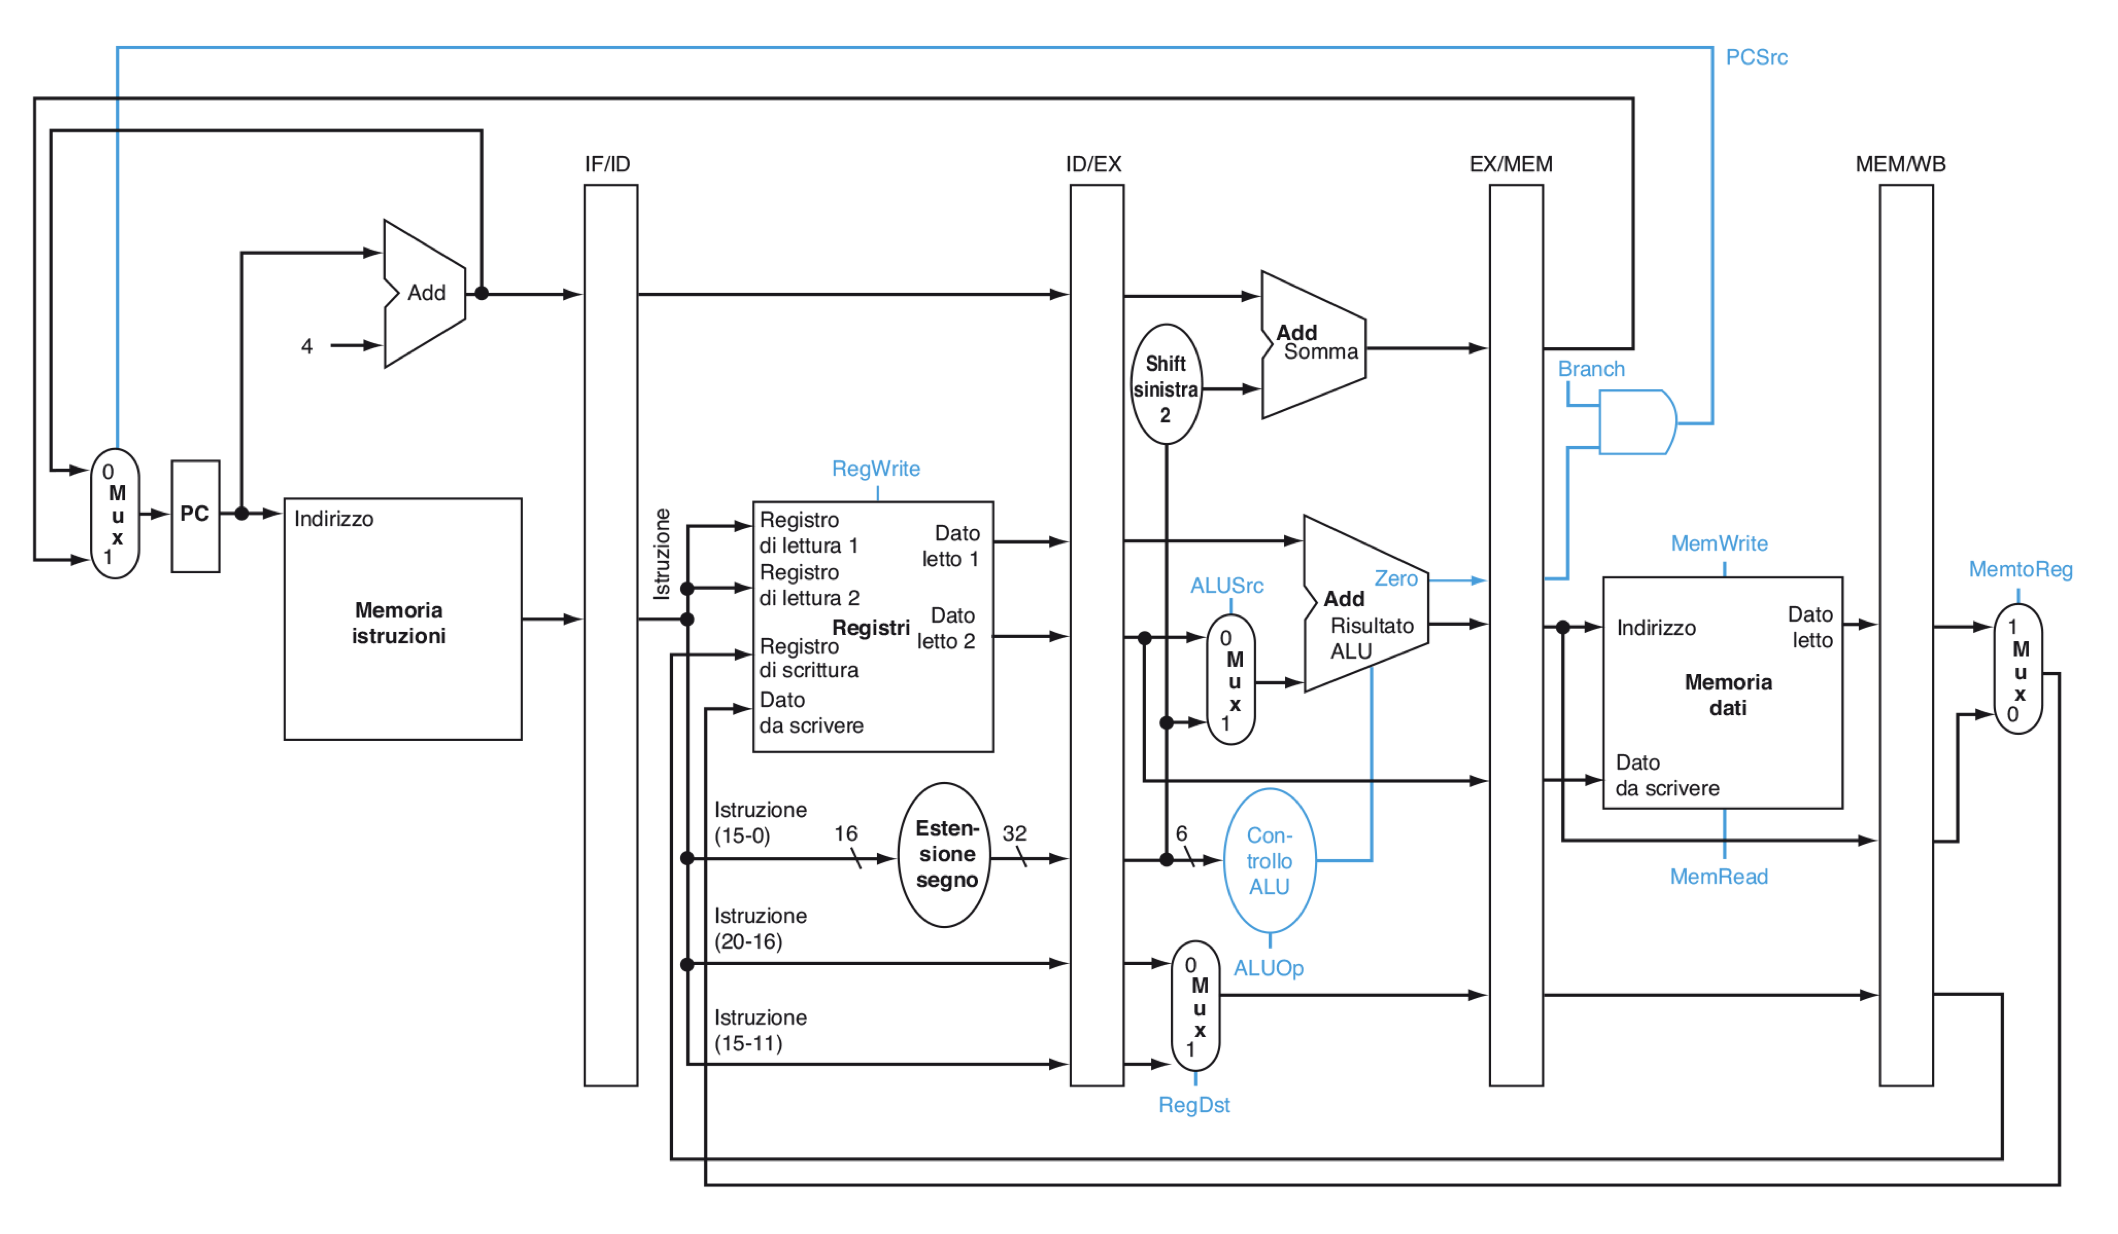 PCSrc
IF/ID
ID/EX
EX/MEM
MEM/WB
Add
4
Add
Somma
Shift
sinistra
2
Branch
0
M
u
x
1
PC
Indirizzo
Memoria
istruzioni
Istruzione
RegWrite
Registro
di lettura 1
Registro
di lettura 2
Registro
di scrittura
Dato
da scrivere
Registri
Dato
letto 1
Dato
letto 2
ALUSrc
0
M
u
x
1
Zero
Add
Risultato
ALU
MemWrite
Indirizzo
Dato
letto
Memoria
dati
Dato
da scrivere
MemRead
MemtoReg
1
M
u
x
0
Istruzione
(15-0)
16
Esten-
sione
segno
32
6
Con-
trollo
ALU
ALUOp
Istruzione
(20-16)
Istruzione
(15-11)
0
M
u
x
1
RegDst